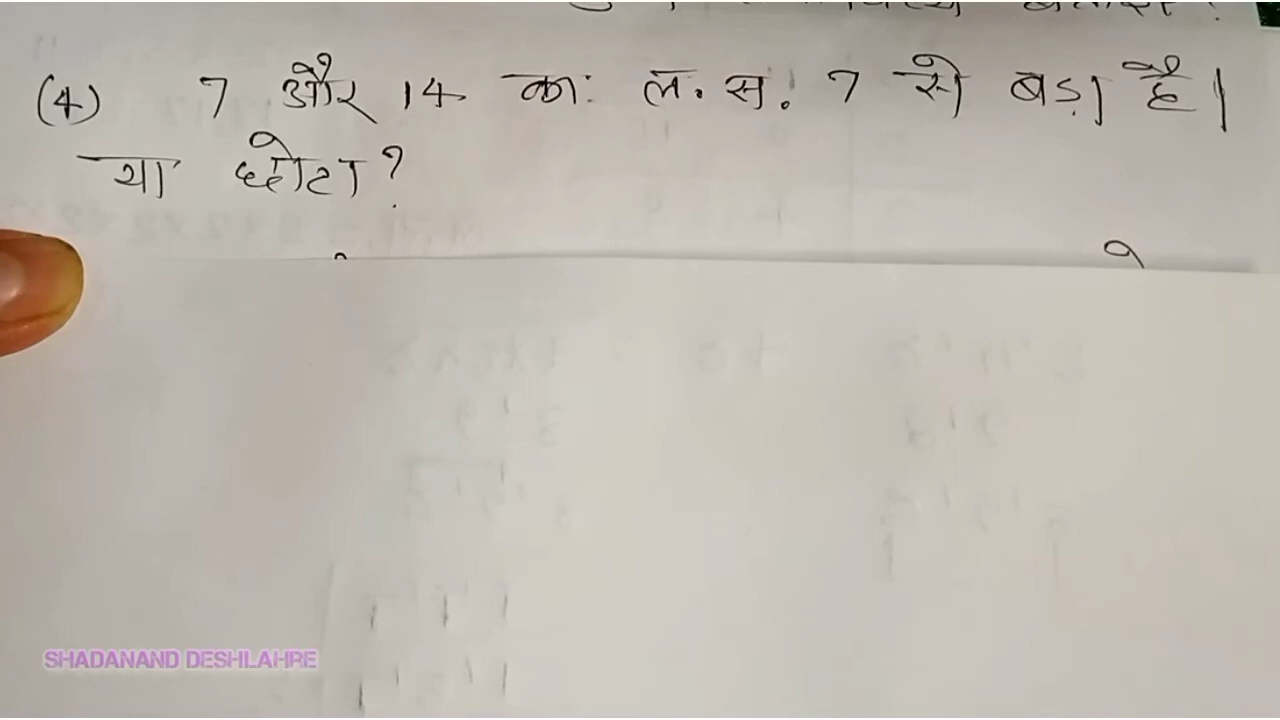 (4) 7 और 14 का ल. स. 7 से बड़ा है।
या छोटा?
SHADANAND DESHLAHRE